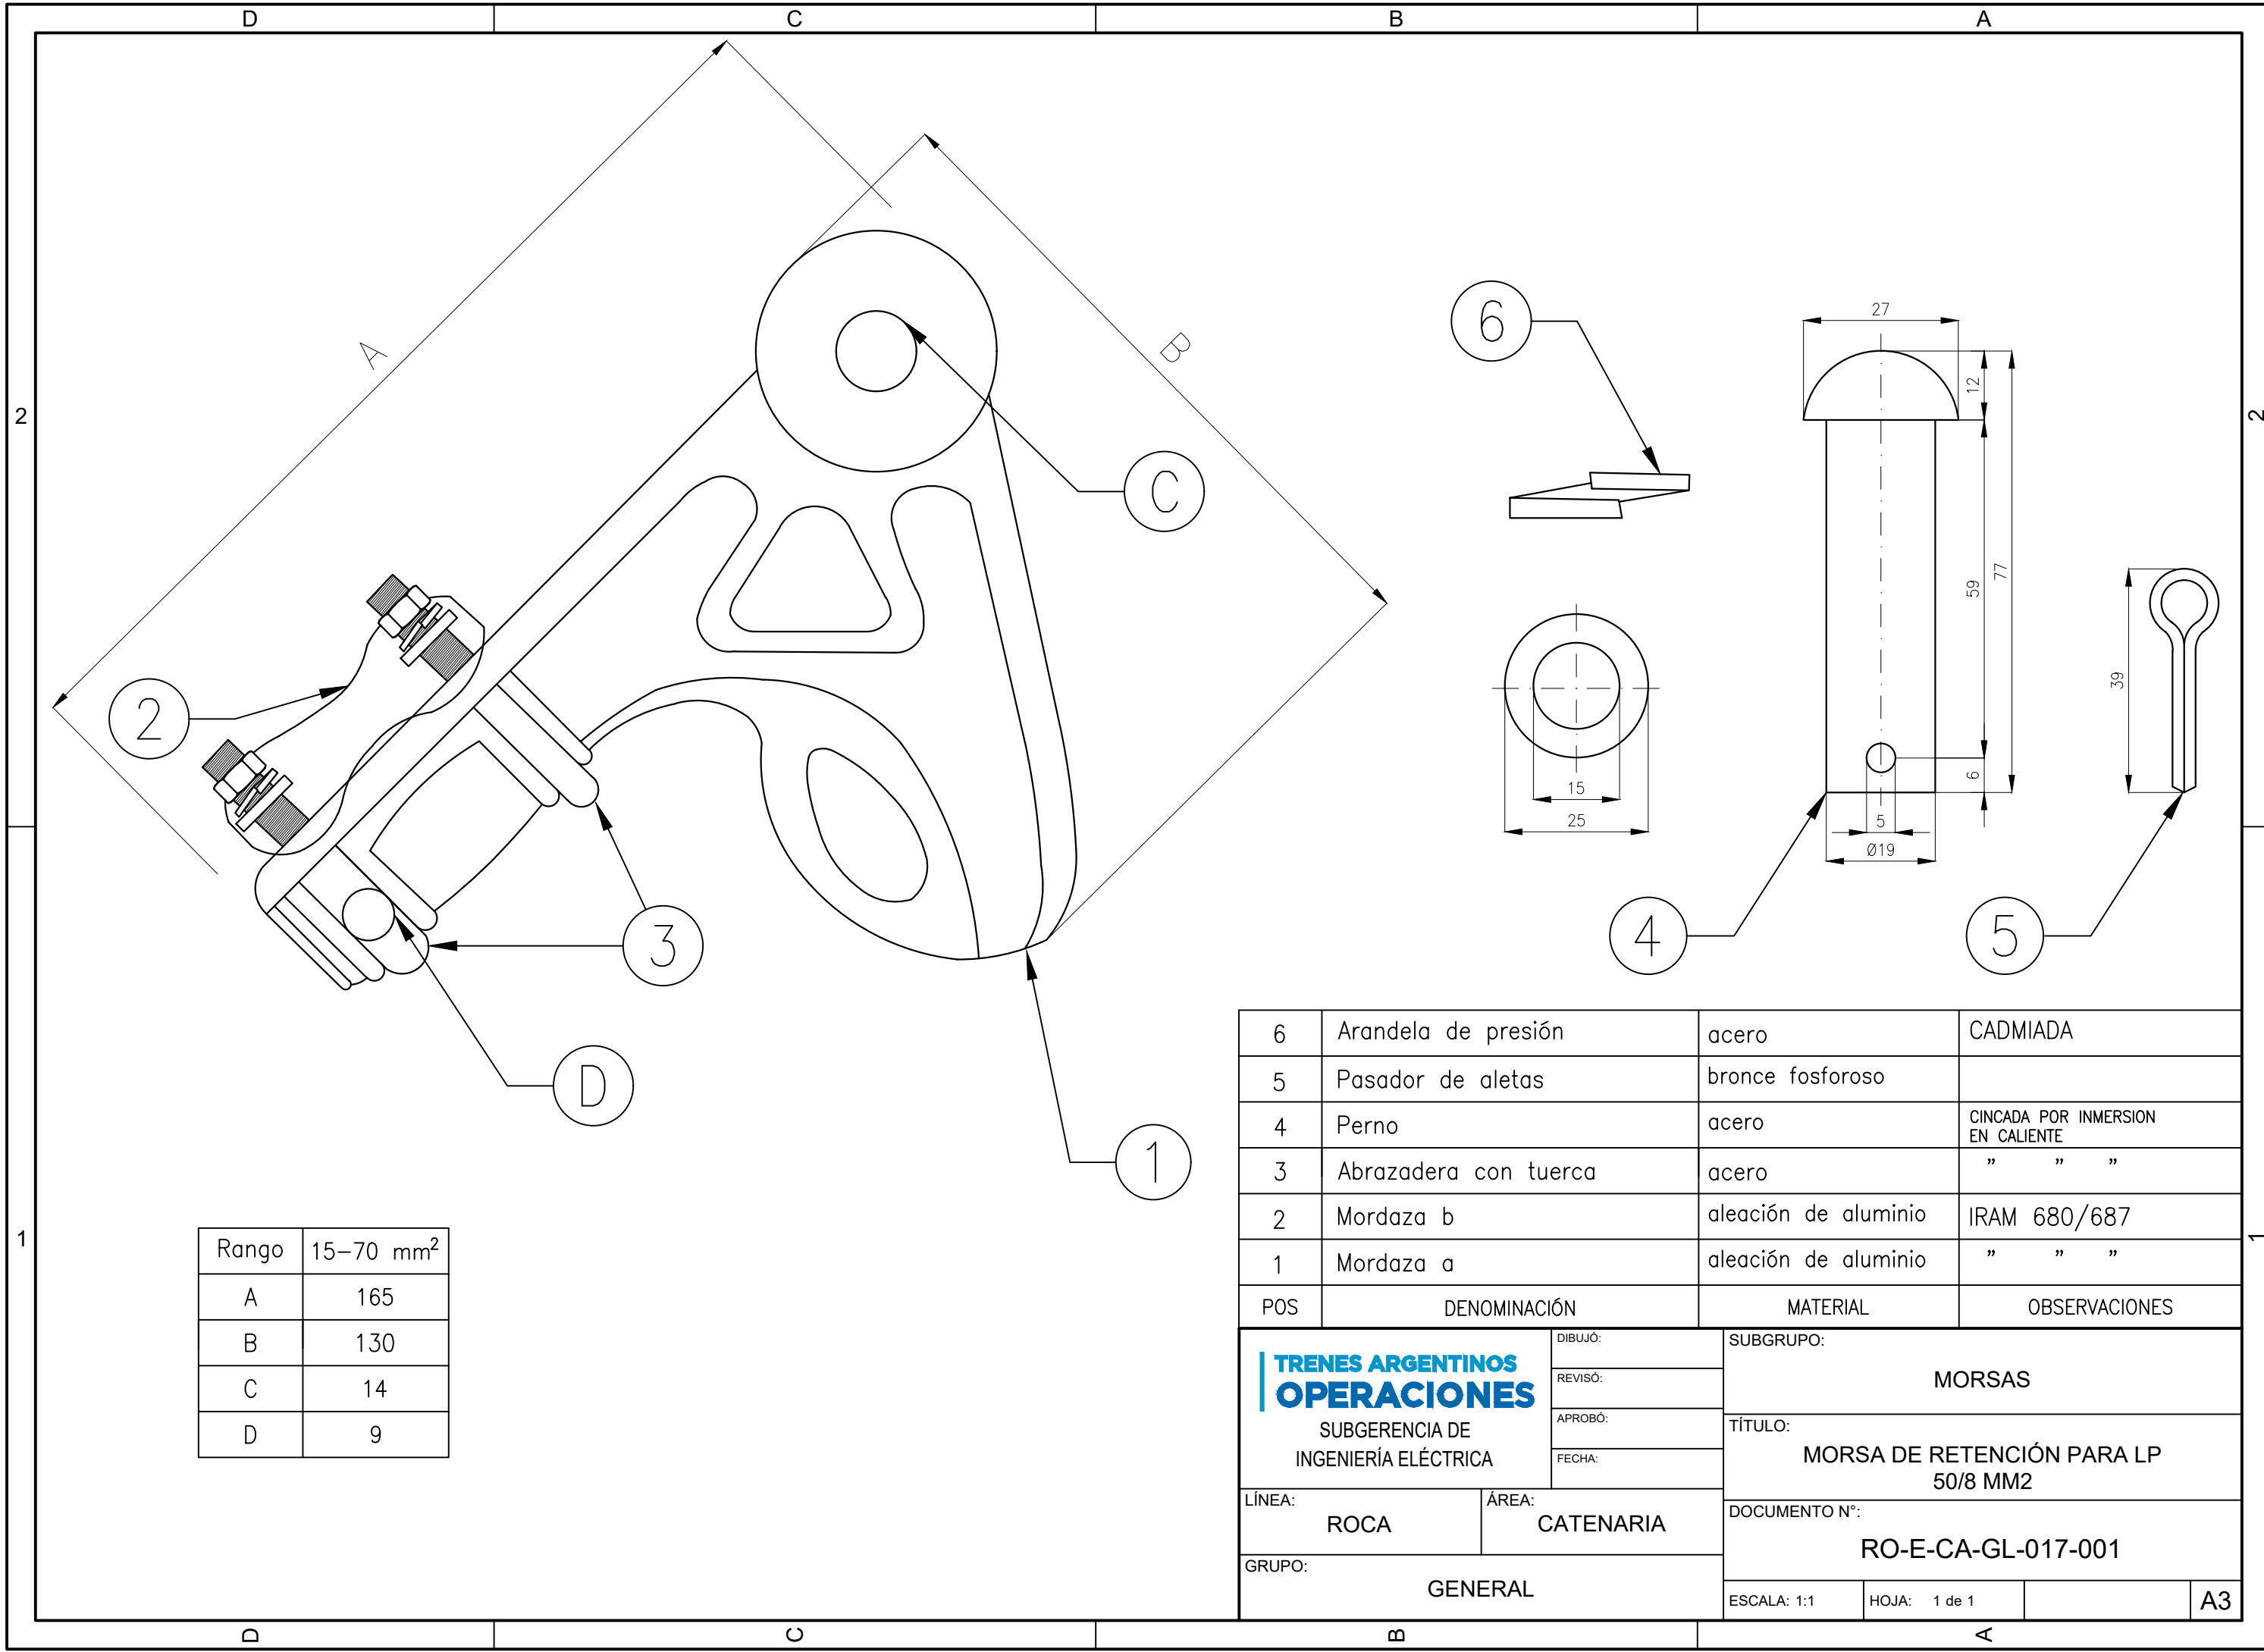 D C B A
2 2
A
B
C
2
3
D
1
6
27
12
59
77
6
5
Ø19
15
25
39
4
5
6 Arandela de presión acero CADMIADA
5 Pasador de aletas bronce fosforoso
4 Perno acero CINCADA POR INMERSION
EN CALIENTE
3 Abrazadera con tuerca acero " " "
2 Mordaza b aleación de aluminio IRAM 680/687
1 Mordaza a aleación de aluminio " " "
POS DENOMINACIÓN MATERIAL OBSERVACIONES
1 1
Rango 15-70 mm²
A 165
B 130
C 14
D 9
TRENES ARGENTINOS
OPERACIONES
SUBGERENCIA DE
INGENIERÍA ELÉCTRICA
DIBUJÓ:
REVISÓ:
APROBÓ:
FECHA:
SUBGRUPO:
MORSAS
TÍTULO:
MORSA DE RETENCIÓN PARA LP
50/8 MM2
LÍNEA:
ROCA
ÁREA:
CATENARIA
DOCUMENTO N°:
RO-E-CA-GL-017-001
GRUPO:
GENERAL
ESCALA: 1:1 HOJA: 1 de 1 A3
D C B A